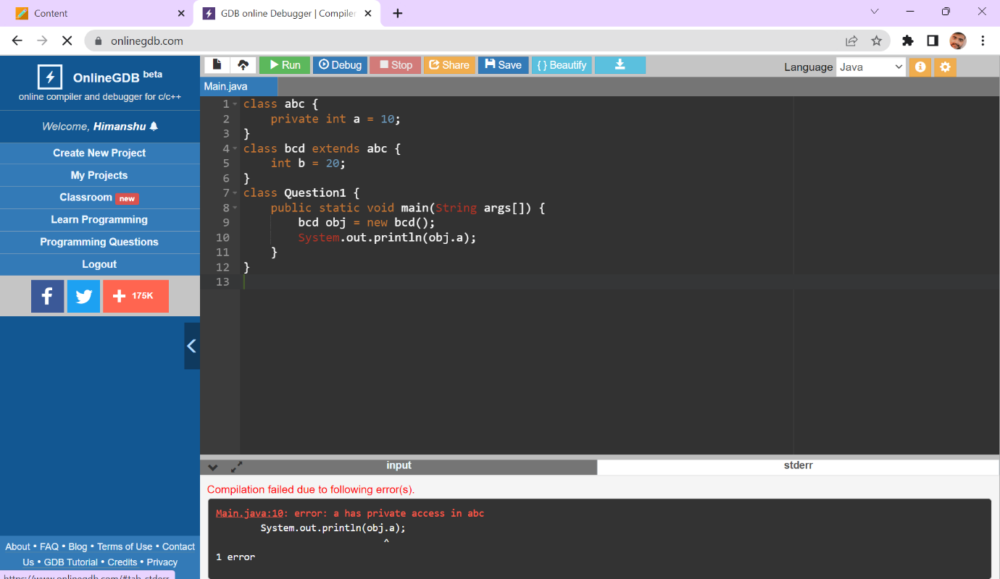 Content
GDB online Debugger | Compiler
onlinegdb.com
OnlineGDB beta
online compiler and debugger for c/c++
Welcome, Himanshu
Create New Project
My Projects
Classroom new
Learn Programming
Programming Questions
Logout
f
175K
About • FAQ • Blog • Terms of Use • Contact
Us • GDB Tutorial • Credits • Privacy
https://www.onlinegdb.com/#tab-stderr
Run Debug Stop Share Save { } Beautify
Language Java
Main.java
1 class abc {
2     private int a = 10;
3 }
4 class bcd extends abc {
5     int b = 20;
6 }
7 class Question1 {
8     public static void main(String args[]) {
9         bcd obj = new bcd();
10         System.out.println(obj.a);
11     }
12 }
13
input stderr
Compilation failed due to following error(s).
Main.java:10: error: a has private access in abc
        System.out.println(obj.a);
                              ^
1 error